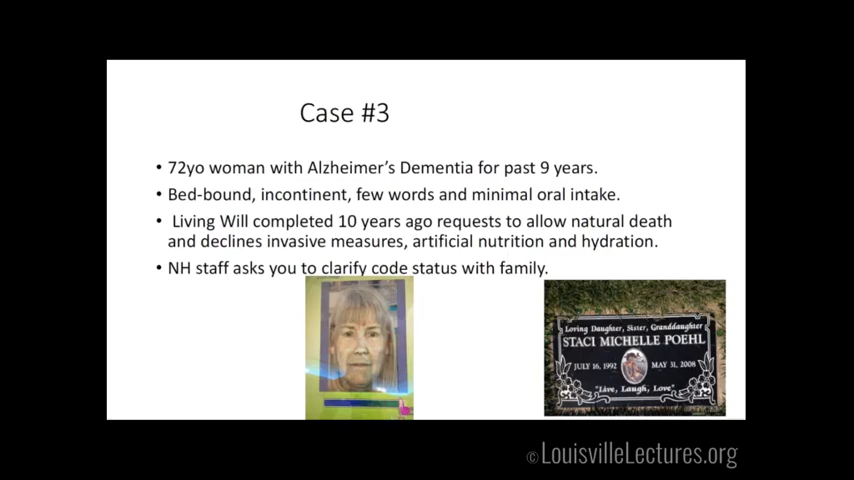 Case #3
• 72yo woman with Alzheimer's Dementia for past 9 years.
• Bed-bound, incontinent, few words and minimal oral intake.
• Living Will completed 10 years ago requests to allow natural death
and declines invasive measures, artificial nutrition and hydration.
• NH staff asks you to clarify code status with family.
Loving Daughter, Sister, Granddaughter
STACI MICHELLE POEHL
JULY 16, 1992 MAY 31, 2008
"Live, Laugh, Love"
© LouisvilleLectures.org